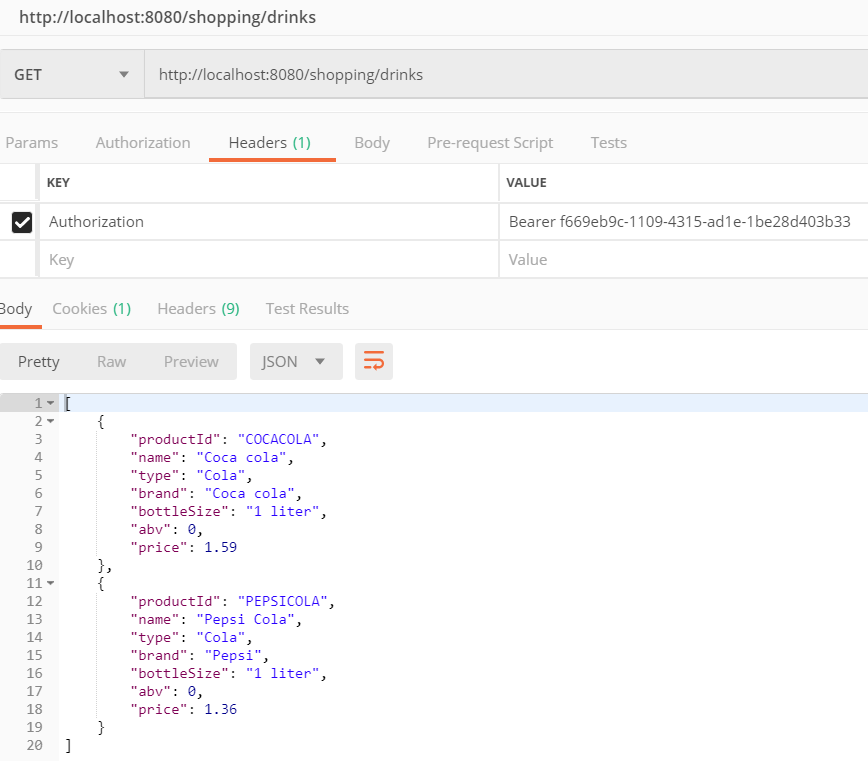 http://localhost:8080/shopping/drinks
GET http://localhost:8080/shopping/drinks
Params Authorization Headers (1) Body Pre-request Script Tests
KEY VALUE
Authorization Bearer f669eb9c-1109-4315-ad1e-1be28d403b33
Key Value
Body Cookies (1) Headers (9) Test Results
Pretty Raw Preview JSON
1 [
2 {
3 "productId": "COCACOLA",
4 "name": "Coca cola",
5 "type": "Cola",
6 "brand": "Coca cola",
7 "bottleSize": "1 liter",
8 "abv": 0,
9 "price": 1.59
10 },
11 {
12 "productId": "PEPSICOLA",
13 "name": "Pepsi Cola",
14 "type": "Cola",
15 "brand": "Pepsi",
16 "bottleSize": "1 liter",
17 "abv": 0,
18 "price": 1.36
19 }
20 ]